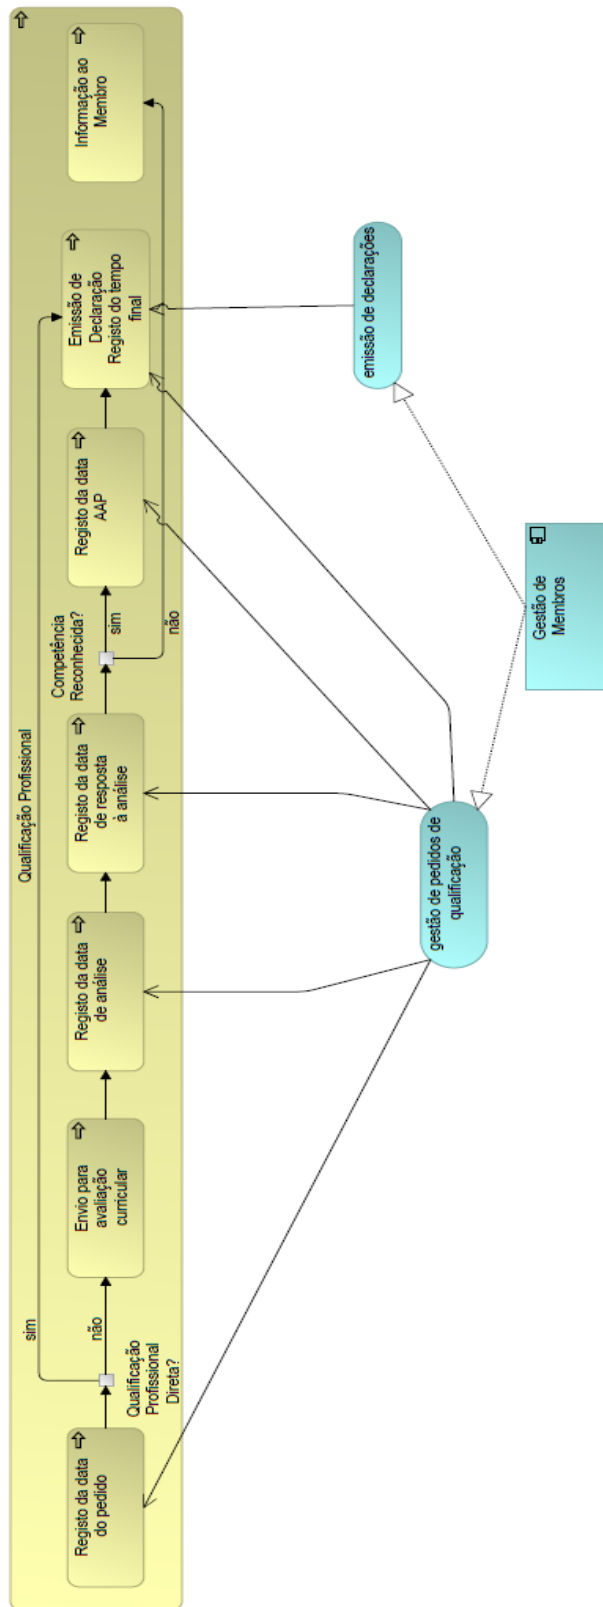 Qualificação Profissional
Registo da data
do pedido
Qualificação
Profissional
Direta?
sim
não
Envio para
avaliação
curricular
Registo da data
de análise
Registo da data
de resposta
à análise
Competência
Reconhecida?
sim
não
Registo da data
AAP
Emissão de
Declaração
Registo do tempo
final
Informação ao
Membro
gestão de pedidos de
qualificação
emissão de declarações
Gestão de
Membros